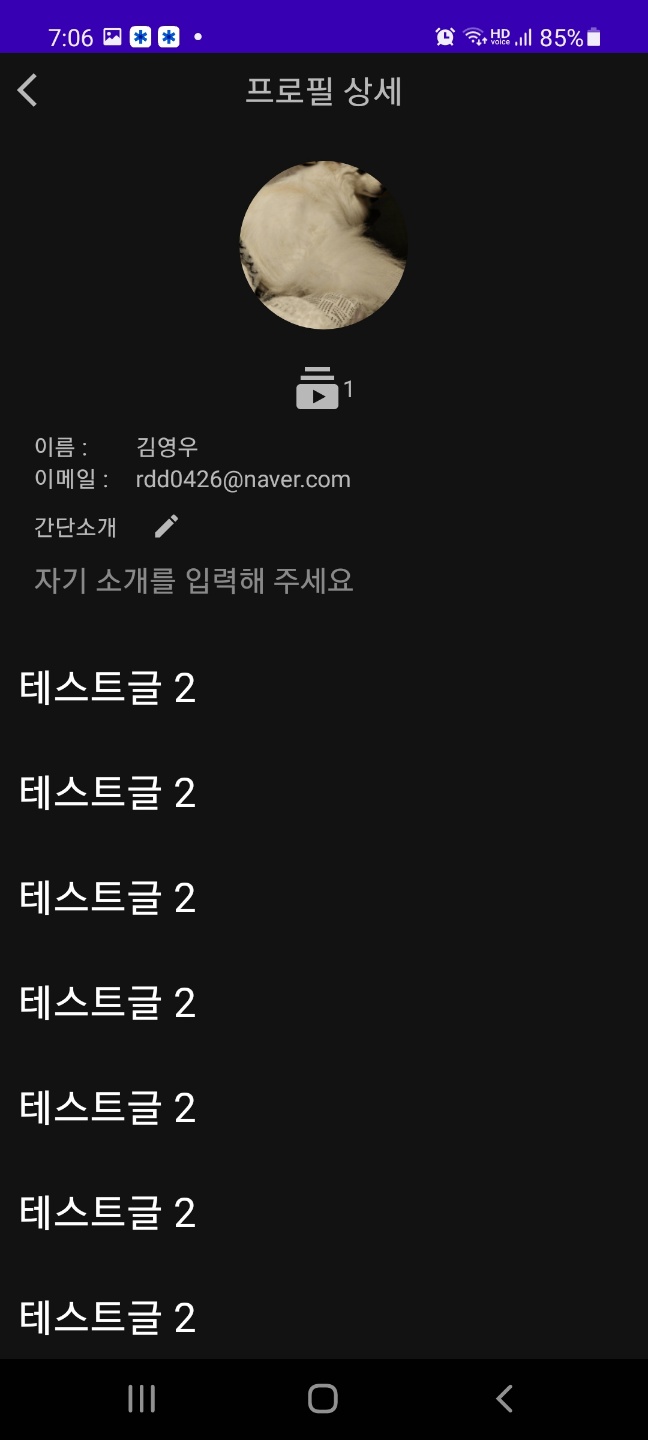 7:06 HD voice 85%
프로필 상세
1
이름 : 김영우
이메일 : rdd0426@naver.com
간단소개
자기 소개를 입력해 주세요
테스트글 2
테스트글 2
테스트글 2
테스트글 2
테스트글 2
테스트글 2
테스트글 2